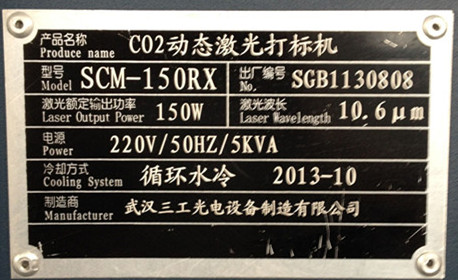 产品名称 CO2动态激光打标机
Produce name
型号 SCM-150RX 出厂编号 SGB1130808
Model No.
激光额定输出功率 150W 激光波长 10.6μm
Laser Output Power Laser Wavelength
电源 220V/50HZ/5KVA
Power
冷却方式 循环水冷 2013-10
Cooling System
制造商 武汉三工光电设备制造有限公司
Manufacturer